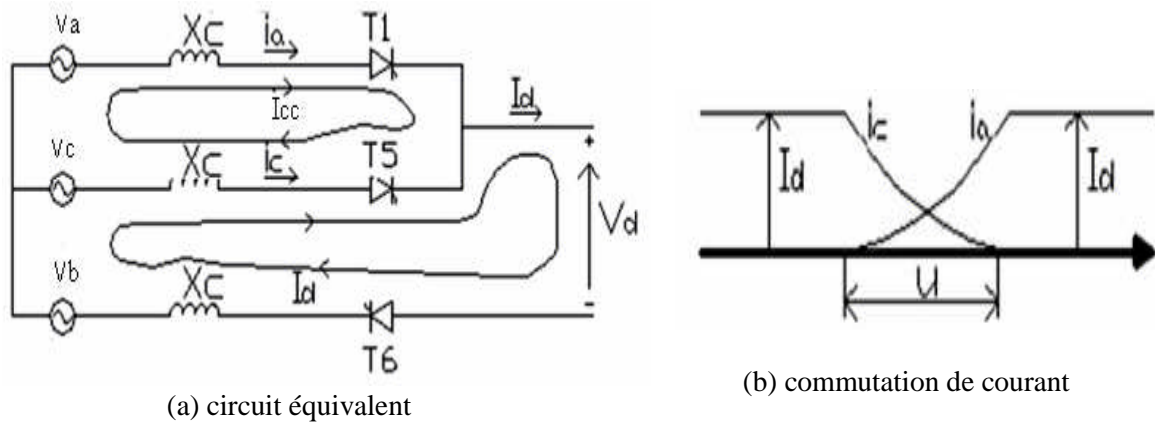 Va
XC
ia
T1
Icc
Id
Vc
XC
ic
T5
+
Vd
Vb
XC
Id
-
T6
(a) circuit équivalent
ic
ia
Id
Id
u
(b) commutation de courant